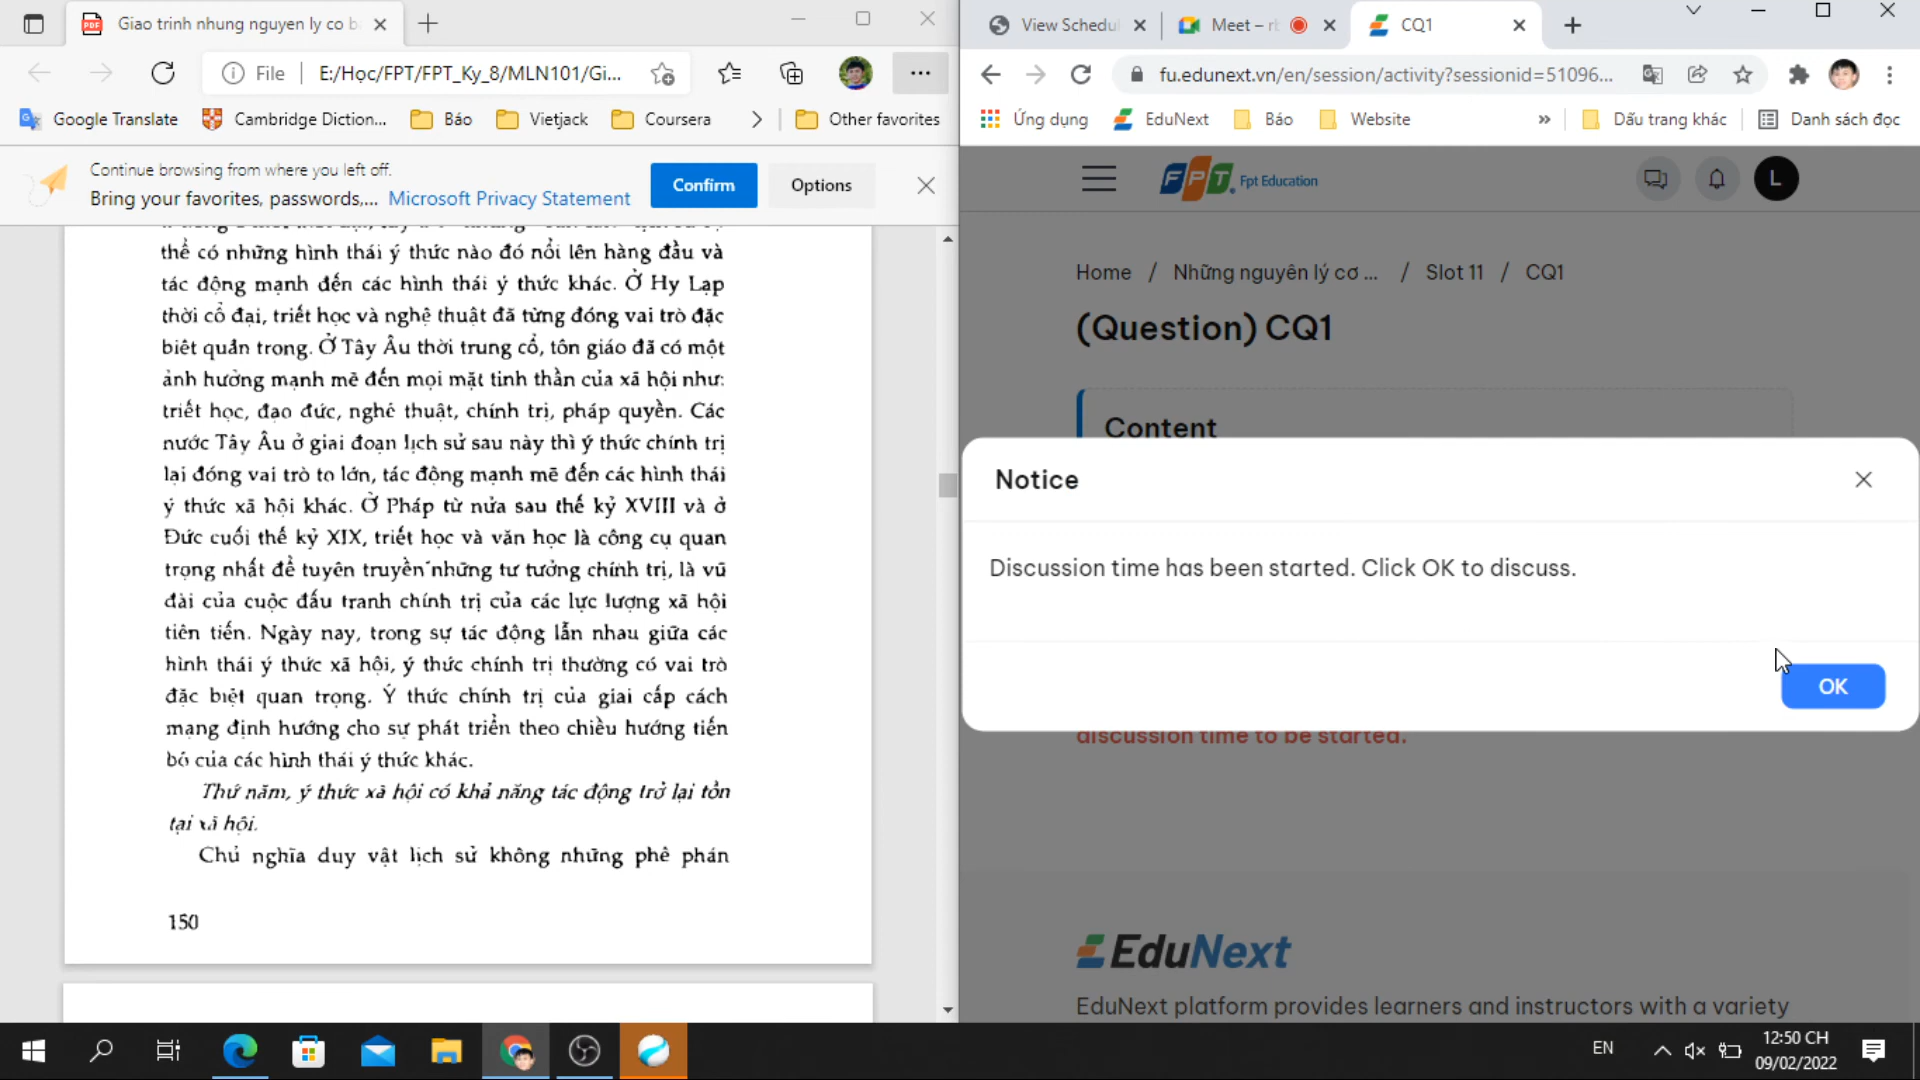 Giao trinh nhung nguyen ly co b
File
E:/Học/FPT/FPT_Ky_8/MLN101/Gi...
Google Translate
Cambridge Diction...
Báo
Vietjack
Coursera
Other favorites
Continue browsing from where you left off.
Bring your favorites, passwords,... Microsoft Privacy Statement
Confirm
Options
thể có những hình thái ý thức nào đó nổi lên hàng đầu và
tác động mạnh đến các hình thái ý thức khác. Ở Hy Lạp
thời cổ đại, triết học và nghệ thuật đã từng đóng vai trò đặc
biệt quan trọng. Ở Tây Âu thời trung cổ, tôn giáo đã có một
ảnh hưởng mạnh mẽ đến mọi mặt tinh thần của xã hội như:
triết học, đạo đức, nghệ thuật, chính trị, pháp quyền. Các
nước Tây Âu ở giai đoạn lịch sử sau này thì ý thức chính trị
lại đóng vai trò to lớn, tác động mạnh mẽ đến các hình thái
ý thức xã hội khác. Ở Pháp từ nửa sau thế kỷ XVIII và ở
Đức cuối thế kỷ XIX, triết học và văn học là công cụ quan
trọng nhất để tuyên truyền những tư tưởng chính trị, là vũ
đài của cuộc đấu tranh chính trị của các lực lượng xã hội
tiên tiến. Ngày nay, trong sự tác động lẫn nhau giữa các
hình thái ý thức xã hội, ý thức chính trị thường có vai trò
đặc biệt quan trọng. Ý thức chính trị của giai cấp cách
mạng định hướng cho sự phát triển theo chiều hướng tiến
bộ của các hình thái ý thức khác.
Thứ năm, ý thức xã hội có khả năng tác động trở lại tồn
tại xã hội.
Chủ nghĩa duy vật lịch sử không những phê phán
150
View Schedul
Meet – rb
CQ1
fu.edunext.vn/en/session/activity?sessionid=51096...
Ứng dụng
EduNext
Báo
Website
»
Dấu trang khác
Danh sách đọc
FPT. Fpt Education
L
Home / Những nguyên lý cơ ... / Slot 11 / CQ1
(Question) CQ1
Content
Notice
Discussion time has been started. Click OK to discuss.
OK
discussion time to be started.
EduNext
EduNext platform provides learners and instructors with a variety
EN
12:50 CH
09/02/2022